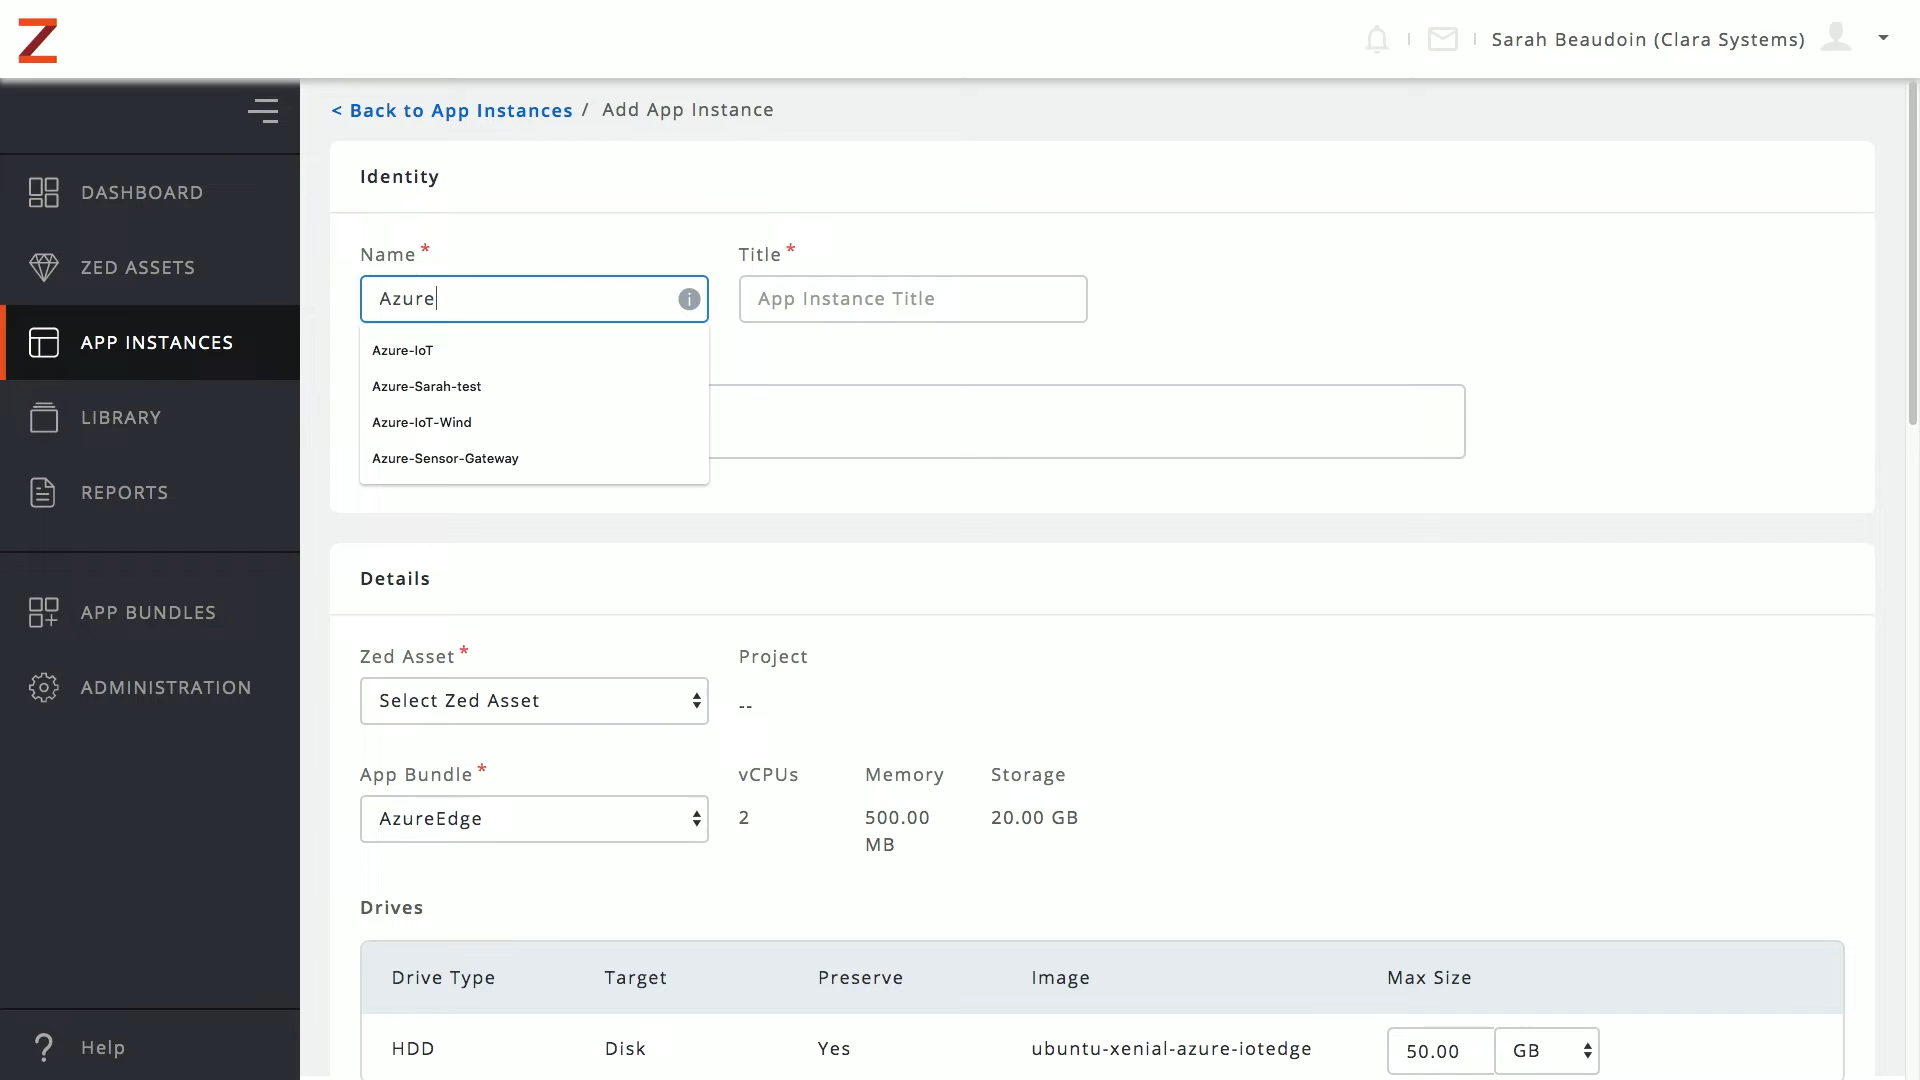 Z
Sarah Beaudoin (Clara Systems)
< Back to App Instances / Add App Instance
DASHBOARD
ZED ASSETS
APP INSTANCES
LIBRARY
REPORTS
APP BUNDLES
ADMINISTRATION
? Help
Identity
Name * Title *
Azure i App Instance Title
Azure-IoT
Azure-Sarah-test
Azure-IoT-Wind
Azure-Sensor-Gateway
Details
Zed Asset * Project
Select Zed Asset --
App Bundle * vCPUs Memory Storage
AzureEdge 2 500.00 MB 20.00 GB
Drives
Drive Type Target Preserve Image Max Size
HDD Disk Yes ubuntu-xenial-azure-iotedge 50.00 GB